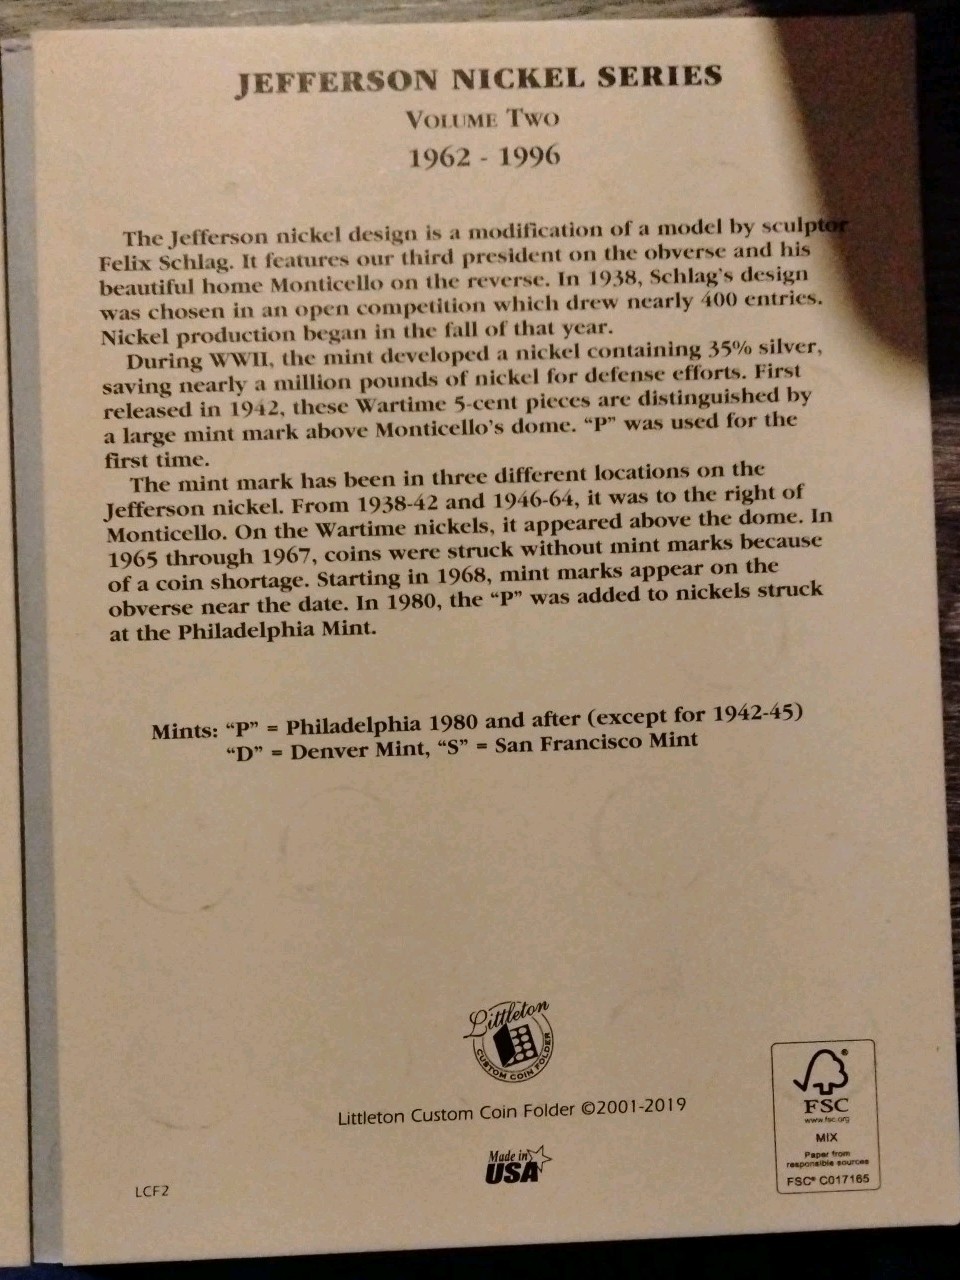 JEFFERSON NICKEL SERIES
VOLUME TWO
1962 - 1996
The Jefferson nickel design is a modification of a model by sculptor
Felix Schlag. It features our third president on the obverse and his
beautiful home Monticello on the reverse. In 1938, Schlag's design
was chosen in an open competition which drew nearly 400 entries.
Nickel production began in the fall of that year.
During WWII, the mint developed a nickel containing 35% silver,
saving nearly a million pounds of nickel for defense efforts. First
released in 1942, these Wartime 5-cent pieces are distinguished by
a large mint mark above Monticello's dome. “P” was used for the
first time.
The mint mark has been in three different locations on the
Jefferson nickel. From 1938-42 and 1946-64, it was to the right of
Monticello. On the Wartime nickels, it appeared above the dome. In
1965 through 1967, coins were struck without mint marks because
of a coin shortage. Starting in 1968, mint marks appear on the
obverse near the date. In 1980, the “P” was added to nickels struck
at the Philadelphia Mint.
Mints: “P” = Philadelphia 1980 and after (except for 1942-45)
“D” = Denver Mint, “S” = San Francisco Mint
Littleton
CUSTOM COIN FOLDER
Littleton Custom Coin Folder ©2001-2019
Made in
USA
LCF2
®
FSC
www.fsc.org
MIX
Paper from
responsible sources
FSC® C017165